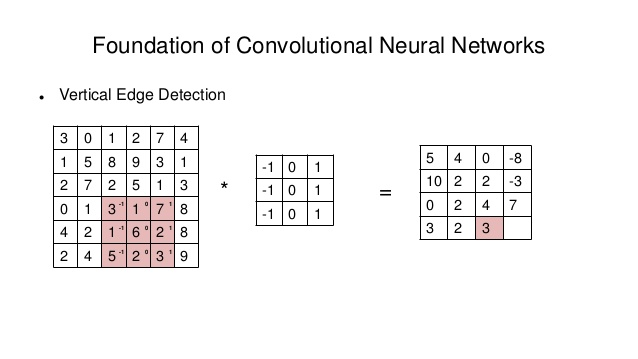 Foundation of Convolutional Neural Networks
• Vertical Edge Detection
3 0 1 2 7 4
1 5 8 9 3 1
2 7 2 5 1 3
0 1 3 -1 1 0 7 1 8
4 2 1 -1 6 0 2 1 8
2 4 5 -1 2 0 3 1 9
*
-1 0 1
-1 0 1
-1 0 1
=
5 4 0 -8
10 2 2 -3
0 2 4 7
3 2 3